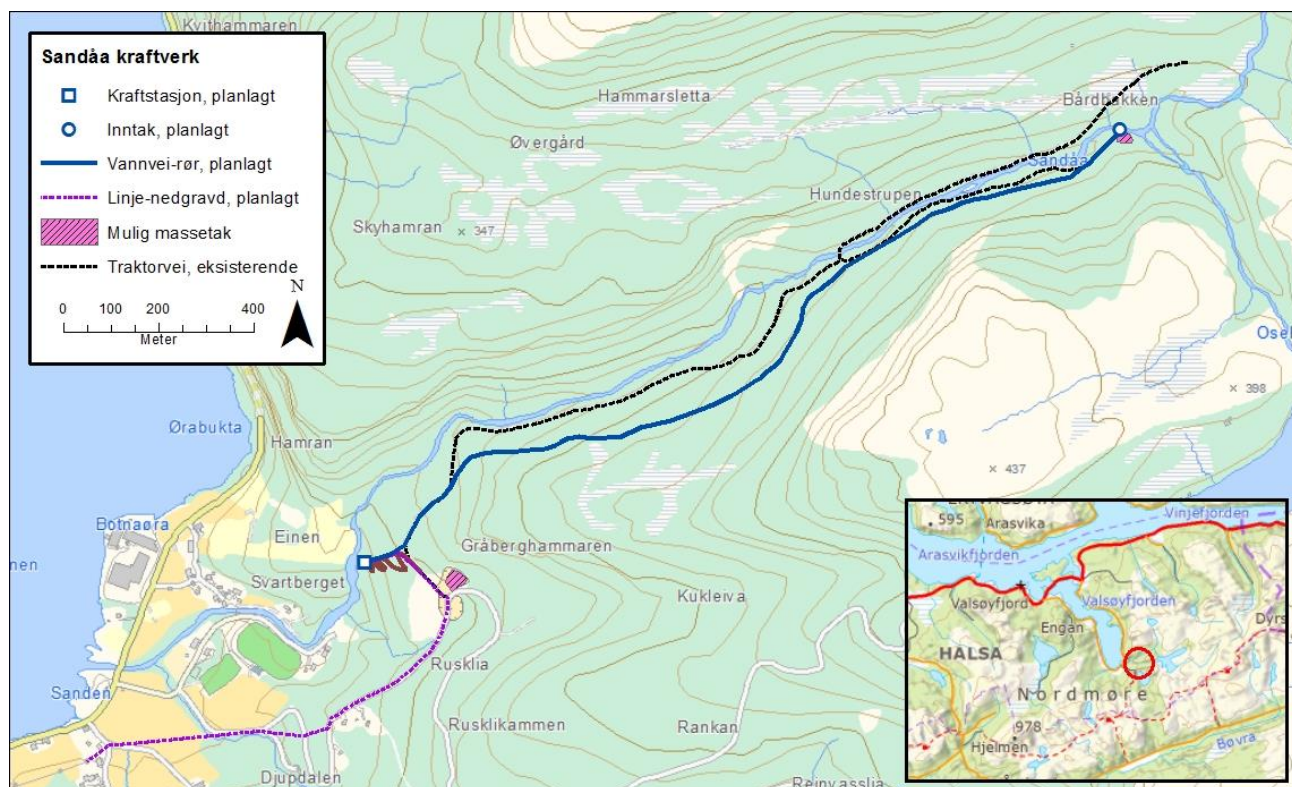 Kvithammaren
Sandåa kraftverk
Kraftstasjon, planlagt
Inntak, planlagt
Vannvei-rør, planlagt
Linje-nedgravd, planlagt
Mulig massetak
Traktorvei, eksisterende
N
0 100 200 400
Meter
Hammarsletta
Bårdbakken
Øvergård
Sandåa
Hundestrupen
Skyhamran
× 347
Osel
× 398
Ørabukta
Hamran
× 437
Botnaøra
nen
Einen
Gråberghammaren
Svartberget
Kukleiva
Rusklia
Sanden
Rusklikammen
Rankan
Djupdalen
Reinvasslia
595
Arasvika
Vinjefjorden
Arasvikfjorden
Valsøyfjord
Valsøyfjorden
Engan
Dyrs
HALSA
Nordmøre
978
Hjelmen
Bøvra